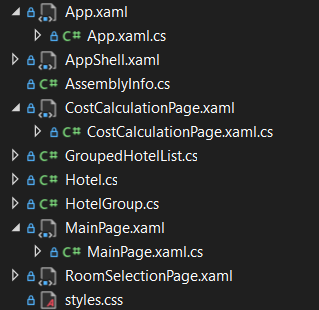 App.xaml
C# App.xaml.cs
AppShell.xaml
C# AssemblyInfo.cs
CostCalculationPage.xaml
C# CostCalculationPage.xaml.cs
C# GroupedHotelList.cs
C# Hotel.cs
C# HotelGroup.cs
MainPage.xaml
C# MainPage.xaml.cs
RoomSelectionPage.xaml
styles.css